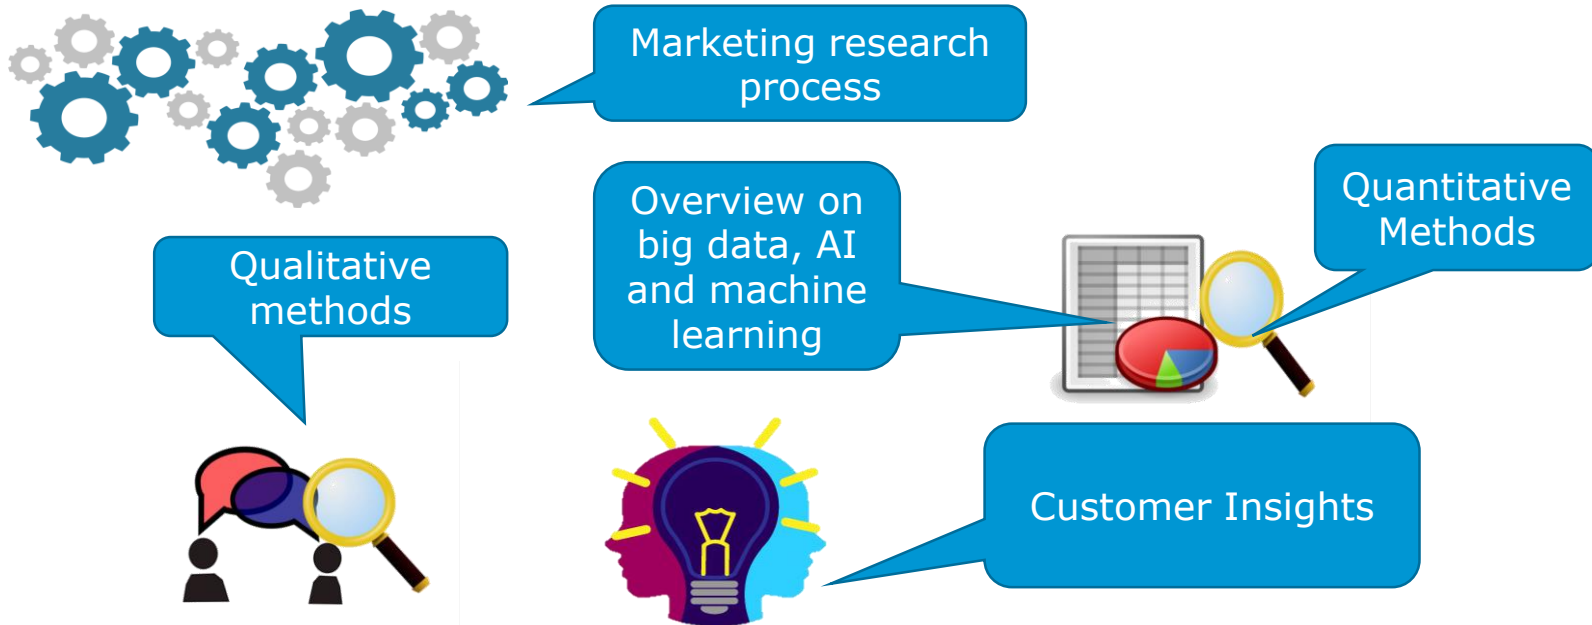 Marketing research
process
Overview on
big data, AI
and machine
learning
Quantitative
Methods
Qualitative
methods
Customer Insights